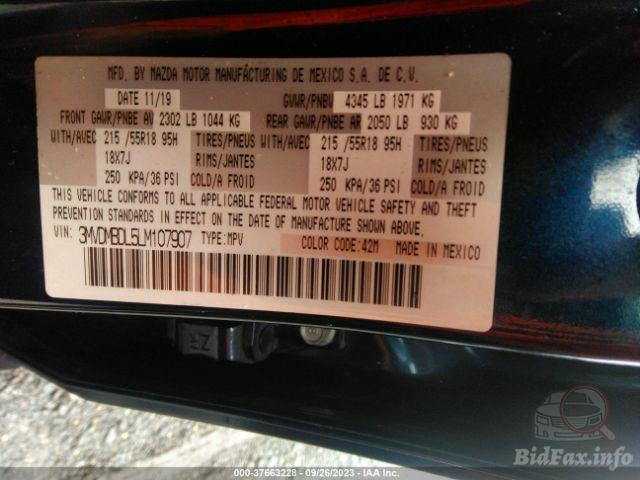 MFD. BY MAZDA MOTOR MANUFACTURING DE MEXICO S.A. DE C.V.
DATE 11/19 GVWR/PNBV 4345 LB 1971 KG
FRONT GAWR/PNBE AV 2302 LB 1044 KG REAR GAWR/PNBE AR 2050 LB 930 KG
WITH/AVEC 215 /55R18 95H TIRES/PNEUS WITH/AVEC 215 /55R18 95H TIRES/PNEUS
18X7J RIMS/JANTES 18X7J RIMS/JANTES
250 KPA/36 PSI COLD/A FROID 250 KPA/36 PSI COLD/A FROID
THIS VEHICLE CONFORMS TO ALL APPLICABLE FEDERAL MOTOR VEHICLE SAFETY AND THEFT
PREVENTION STANDARDS IN EFFECT ON THE DATE OF MANUFACTURE SHOWN ABOVE.
VIN: 3MVDMBDL5LM107907 TYPE:MPV COLOR CODE:42M MADE IN MEXICO
ZR
000-37663228 - 09/26/2023 - IAA Inc.
BidFax.info